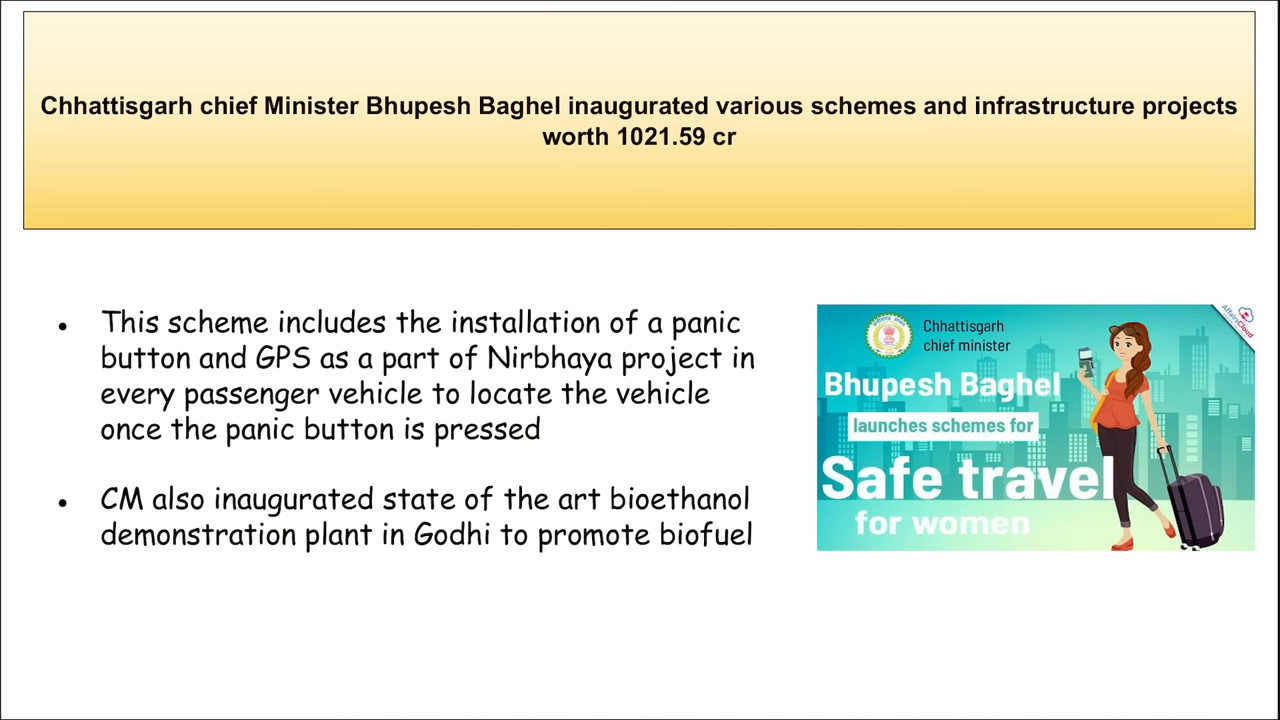 Chhattisgarh chief Minister Bhupesh Baghel inaugurated various schemes and infrastructure projects
worth 1021.59 cr
• This scheme includes the installation of a panic
button and GPS as a part of Nirbhaya project in
every passenger vehicle to locate the vehicle
once the panic button is pressed
• CM also inaugurated state of the art bioethanol
demonstration plant in Godhi to promote biofuel
Chhattisgarh
chief minister
Bhupesh Baghel
launches schemes for
Safe travel
for women
AffairsCloud